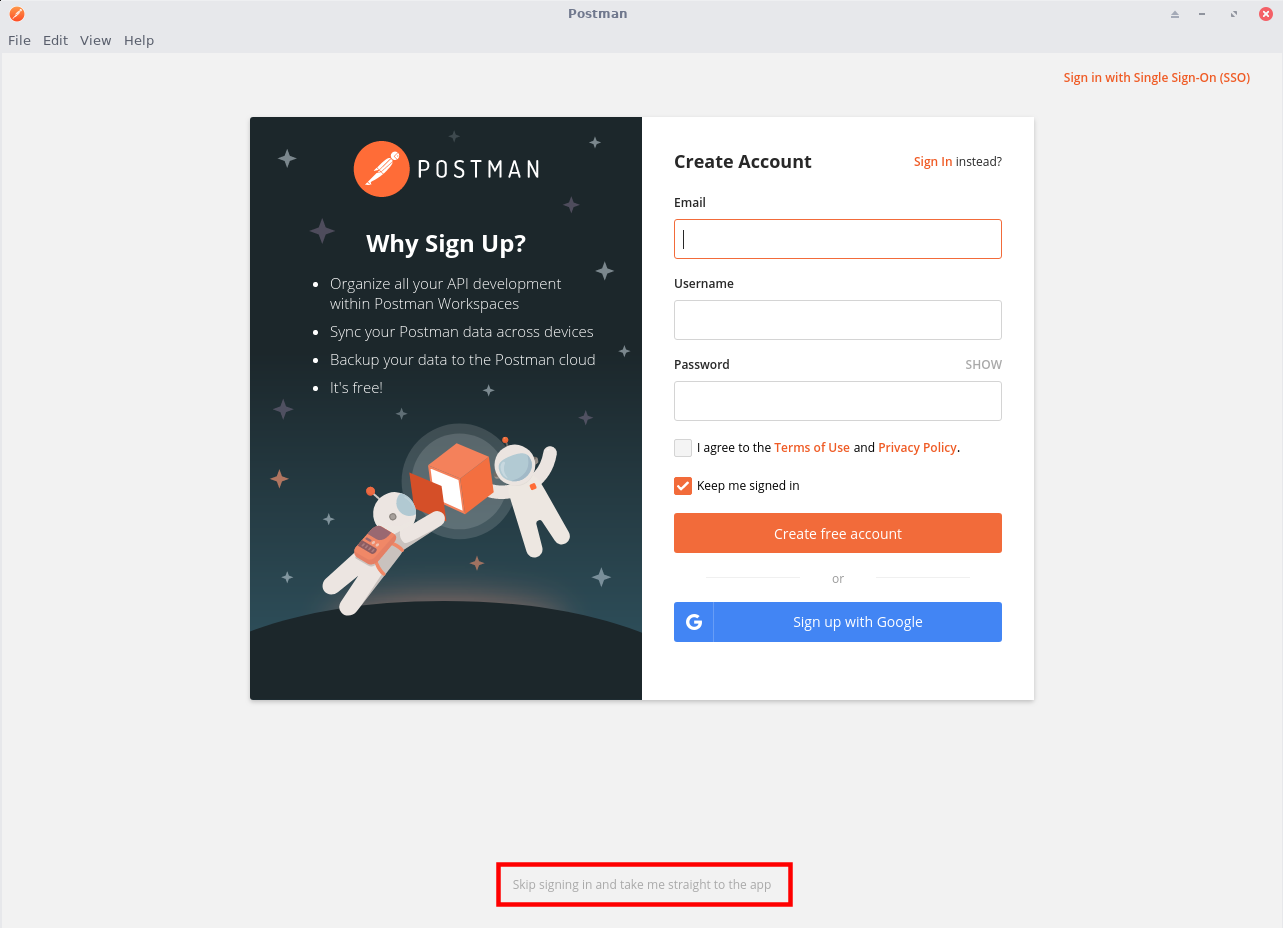 Postman
File Edit View Help
Sign in with Single Sign-On (SSO)
POSTMAN
Why Sign Up?
Organize all your API development
within Postman Workspaces
Sync your Postman data across devices
Backup your data to the Postman cloud
It's free!
Create Account
Sign In instead?
Email
Username
Password
SHOW
I agree to the Terms of Use and Privacy Policy.
Keep me signed in
Create free account
or
G
Sign up with Google
Skip signing in and take me straight to the app